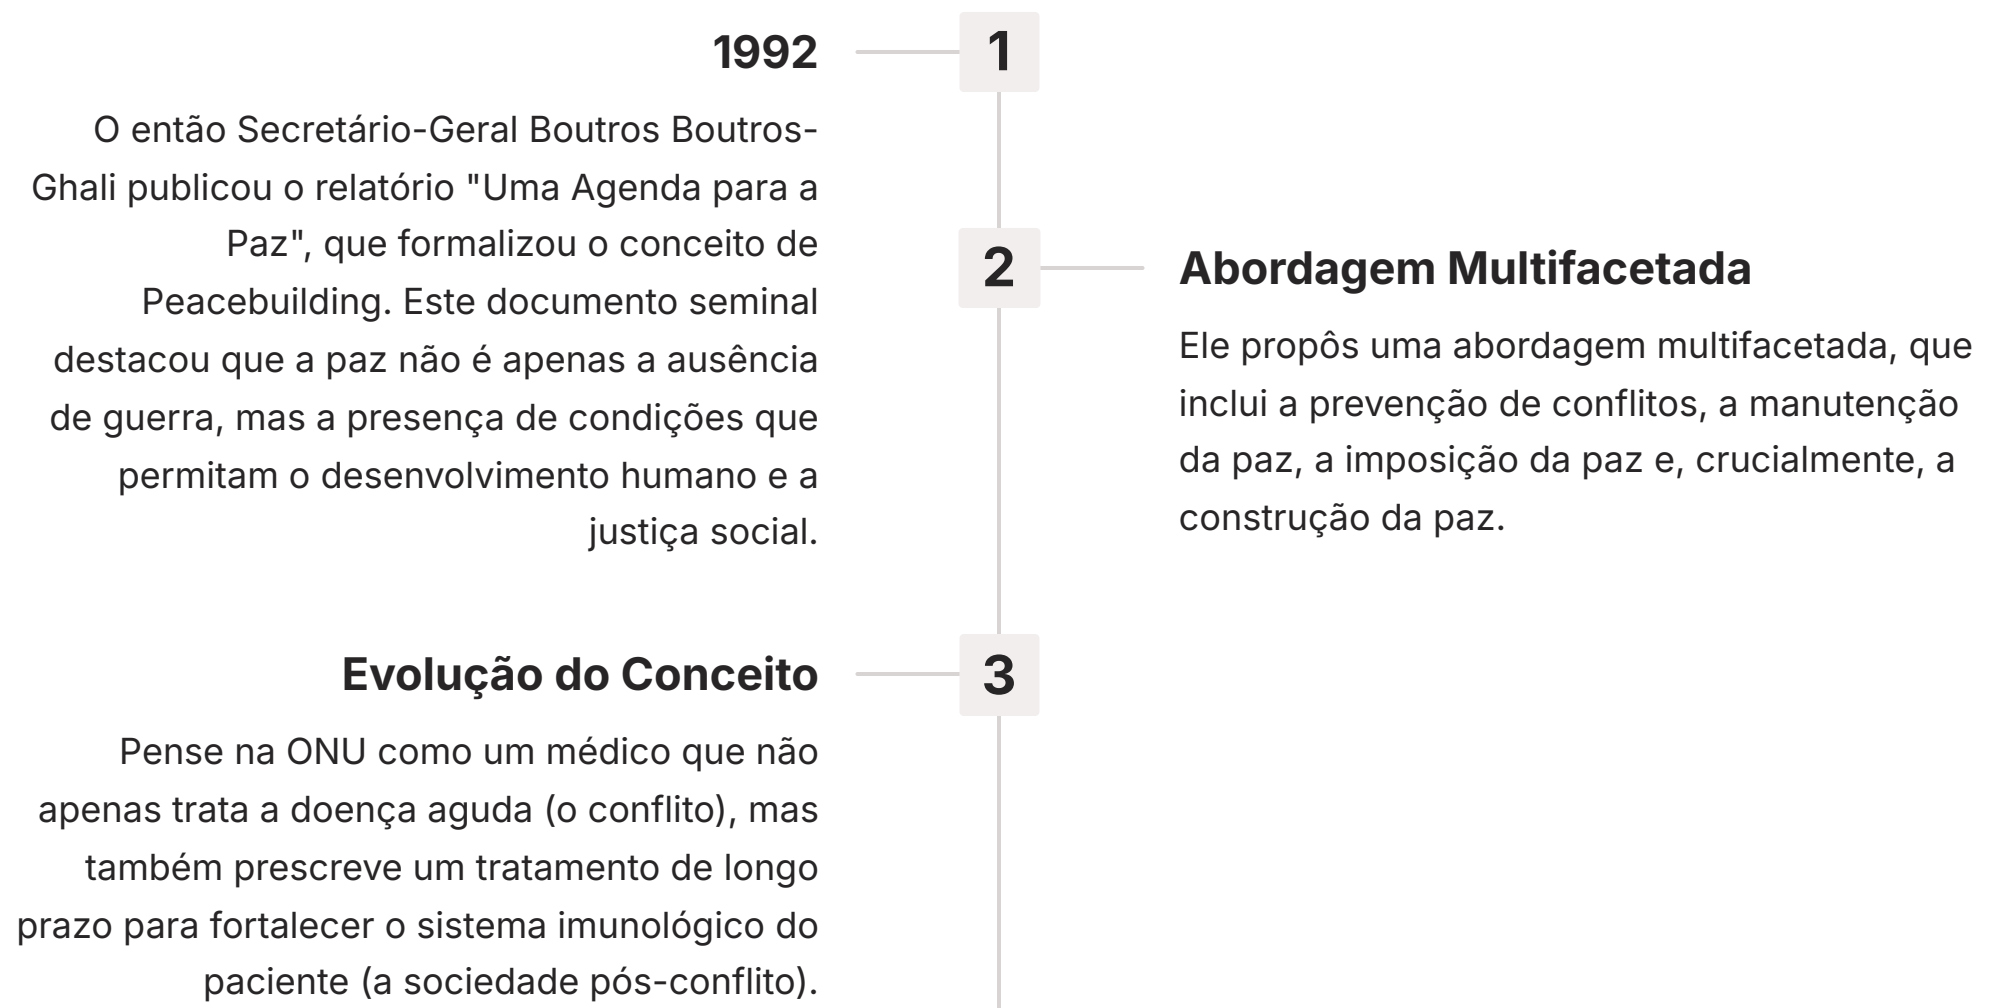 1992
1
O então Secretário-Geral Boutros Boutros-
Ghali publicou o relatório "Uma Agenda para a
Paz", que formalizou o conceito de
Peacebuilding. Este documento seminal
destacou que a paz não é apenas a ausência
de guerra, mas a presença de condições que
permitam o desenvolvimento humano e a
justiça social.
2
Abordagem Multifacetada
Ele propôs uma abordagem multifacetada, que
inclui a prevenção de conflitos, a manutenção
da paz, a imposição da paz e, crucialmente, a
construção da paz.
Evolução do Conceito
3
Pense na ONU como um médico que não
apenas trata a doença aguda (o conflito), mas
também prescreve um tratamento de longo
prazo para fortalecer o sistema imunológico do
paciente (a sociedade pós-conflito).